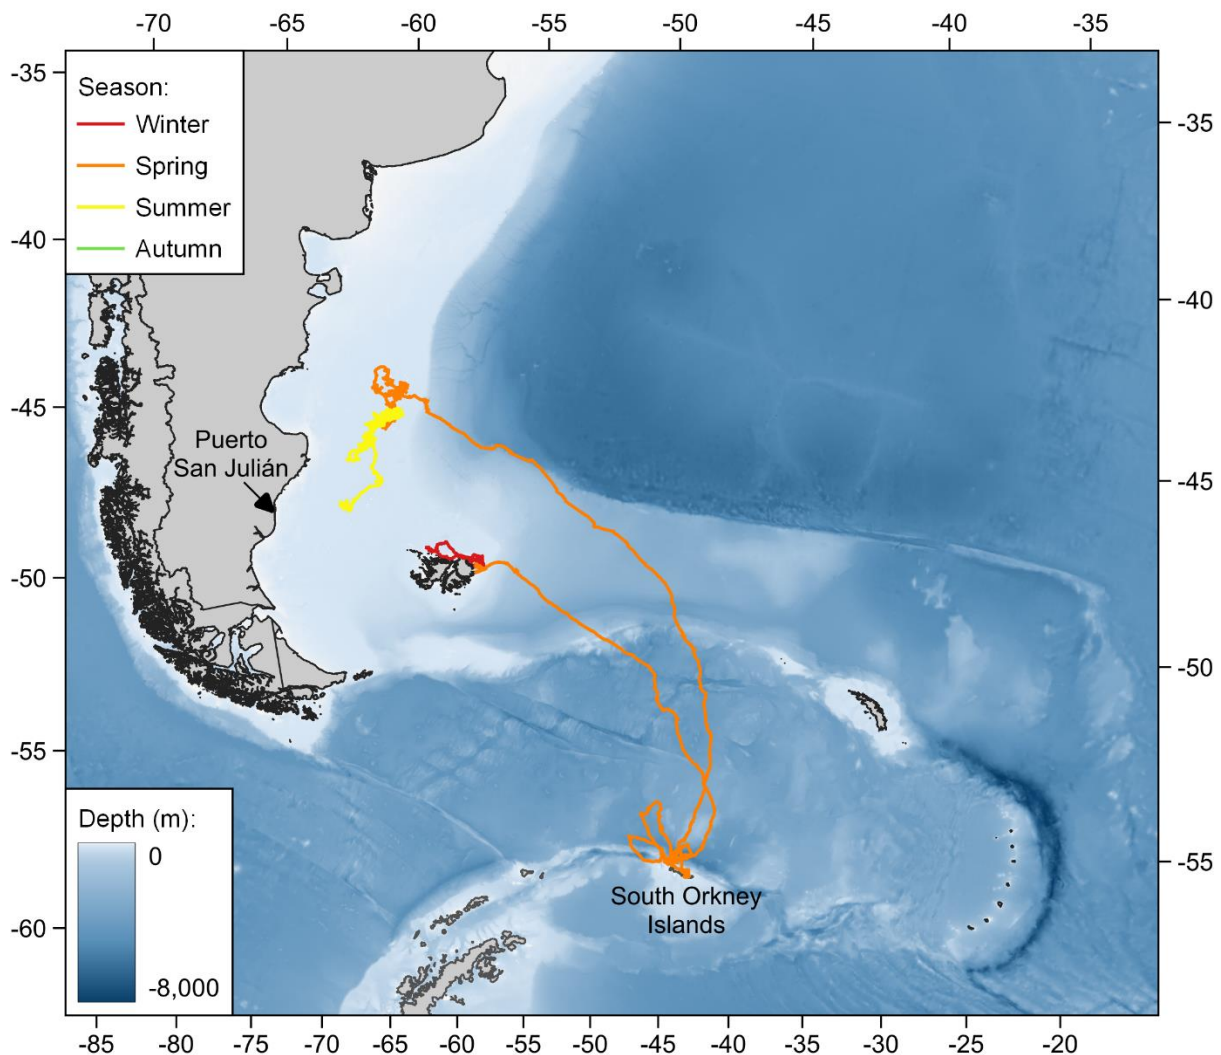 -70 -65 -60 -55 -50 -45 -40 -35
-35
-40
-45
-50
-55
-60
Season:
Winter
Spring
Summer
Autumn
Puerto
San Julián
South Orkney
Islands
Depth (m):
0
-8,000
-35
-40
-45
-50
-55
-85 -80 -75 -70 -65 -60 -55 -50 -45 -40 -35 -30 -25 -20